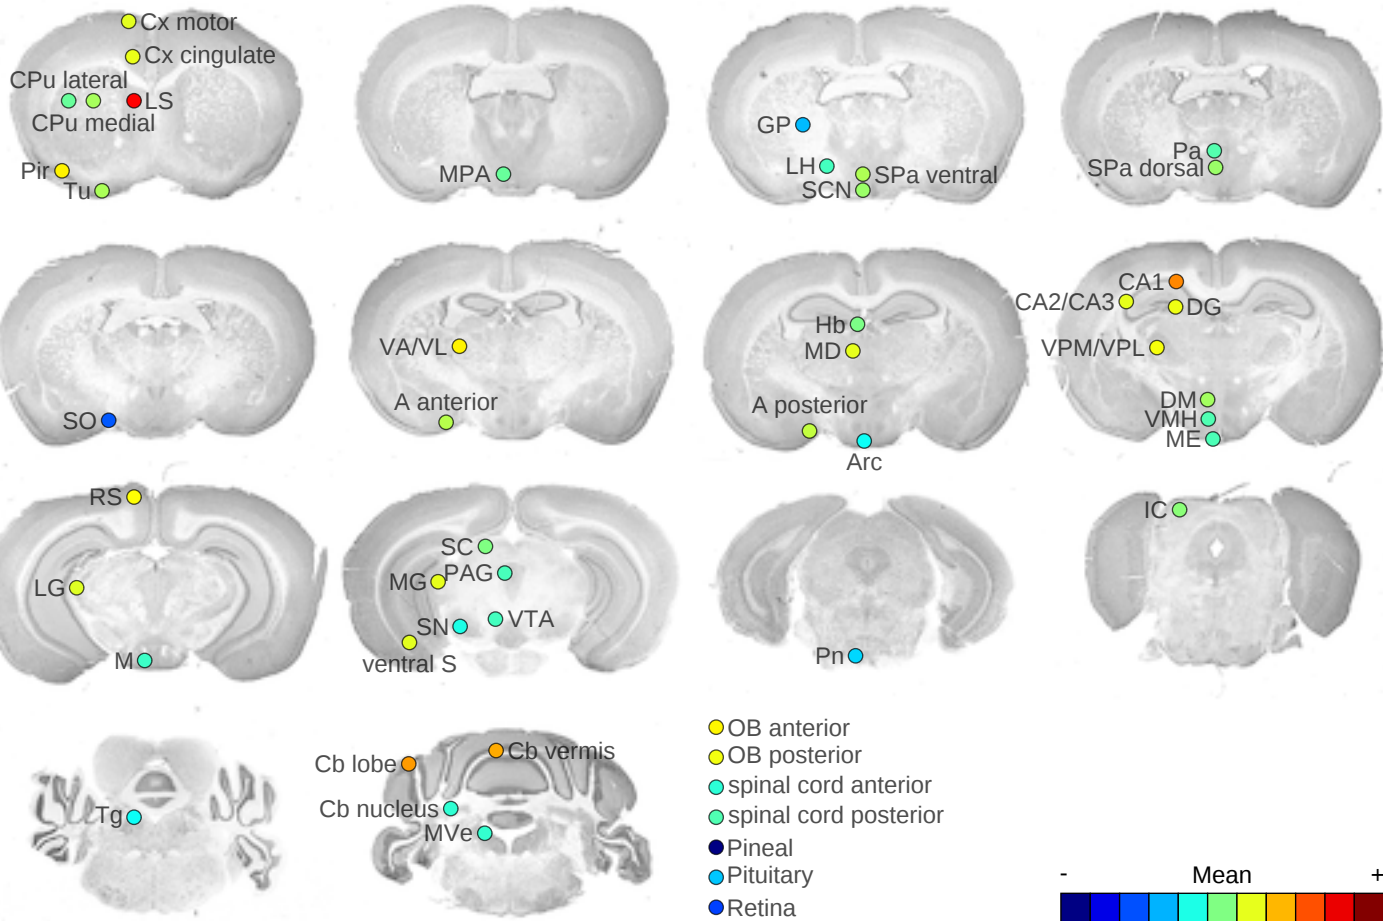 Cx motor
Cx cingulate
CPu lateral
LS
CPu medial
Pir
Tu
MPA
GP
LH
SPa ventral
SCN
Pa
SPa dorsal
SO
VA/VL
A anterior
Hb
MD
A posterior
Arc
CA1
CA2/CA3
DG
VPM/VPL
DM
VMH
ME
RS
LG
M
SC
PAG
MG
VTA
SN
ventral S
Pn
IC
Tg
Cb lobe
Cb vermis
Cb nucleus
MVe
OB anterior
OB posterior
spinal cord anterior
spinal cord posterior
Pineal
Pituitary
Retina
- Mean +